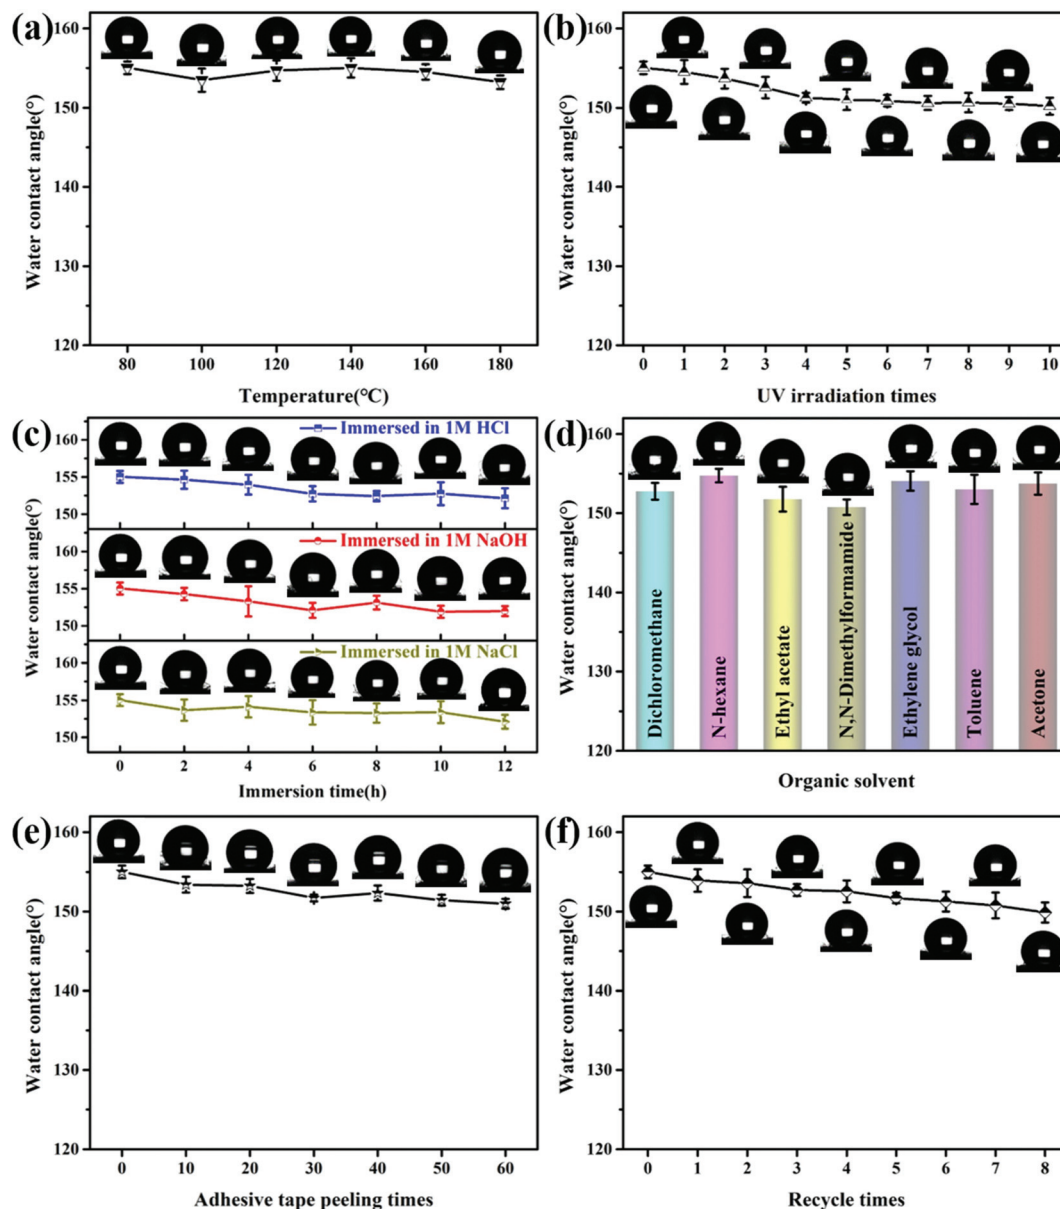 (a)
160
150
140
130
120
Water contact angle(°)
80 100 120 140 160 180
Temperature(℃)
(b)
160
150
140
130
120
Water contact angle(°)
0 1 2 3 4 5 6 7 8 9 10
UV irradiation times
(c)
Immersed in 1M HCl
160
155
150
Immersed in 1M NaOH
160
155
150
Immersed in 1M NaCl
160
155
150
Water contact angle(°)
0 2 4 6 8 10 12
Immersion time(h)
(d)
160
150
140
130
120
Water contact angle(°)
Dichloromethane
N-hexane
Ethyl acetate
N,N-Dimethylformamide
Ethylene glycol
Toluene
Acetone
Organic solvent
(e)
160
150
140
130
120
Water contact angle(°)
0 10 20 30 40 50 60
Adhesive tape peeling times
(f)
160
150
140
130
120
Water contact angle(°)
0 1 2 3 4 5 6 7 8
Recycle times